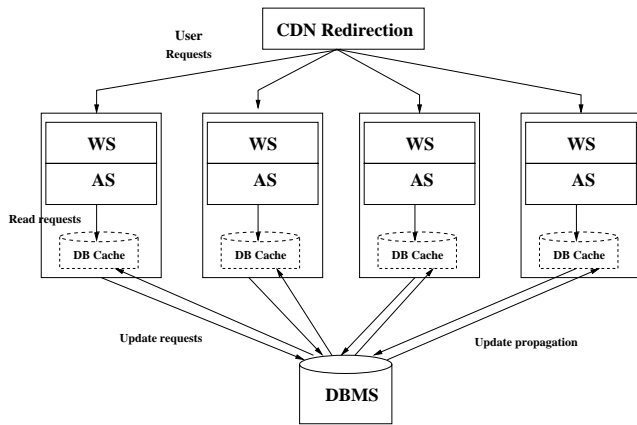 CDN Redirection
User
Requests
WS
WS
WS
WS
AS
AS
AS
AS
Read requests
DB Cache
DB Cache
DB Cache
DB Cache
Update requests
Update propagation
DBMS